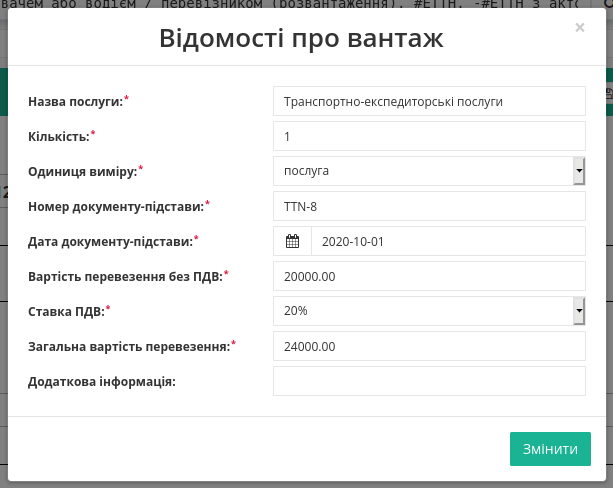 вачем або водієм / перевізником (розвантаження). #ЕТТН. -#ЕТТН з акт
×
Відомості про вантаж
Назва послуги:* Транспортно-експедиторські послуги
Кількість:* 1
Одиниця виміру:* послуга
Номер документу-підстави:* TTN-8
Дата документу-підстави:* 2020-10-01
Вартість перевезення без ПДВ:* 20000.00
Ставка ПДВ:* 20%
Загальна вартість перевезення:* 24000.00
Додаткова інформація:
Змінити